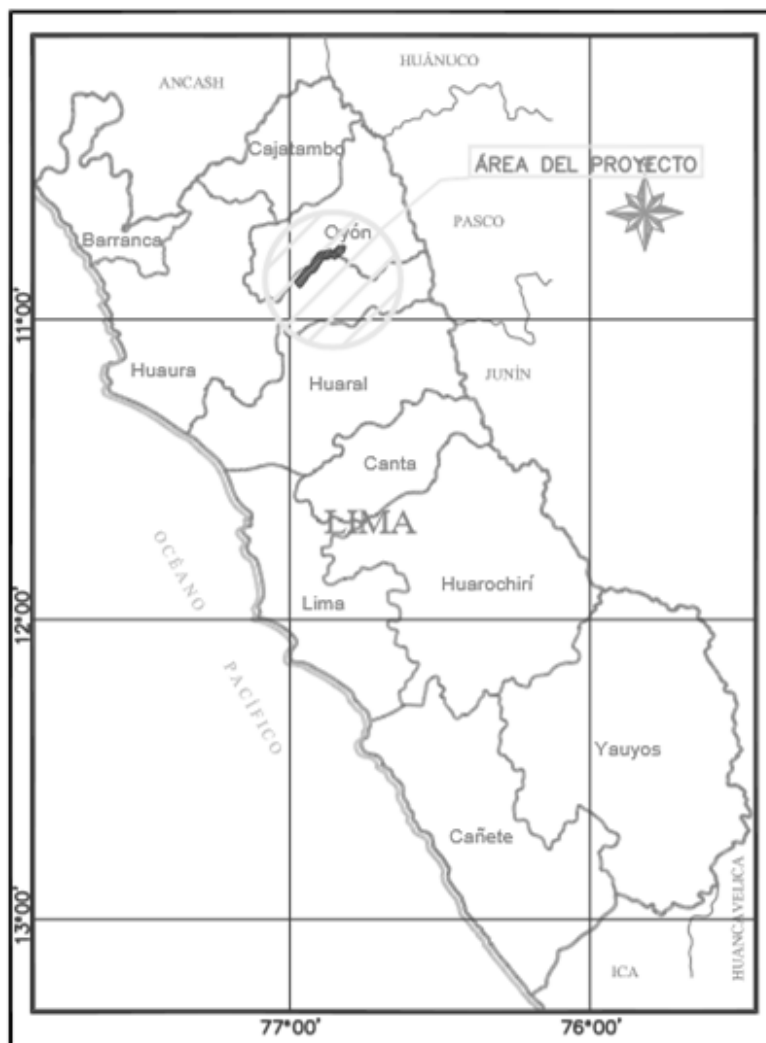 HUÁNUCO
ANCASH
Cajatambo
ÁREA DEL PROYECTO
PASCO
Oyón
Barranca
11°00'
Huaura
Huaral
JUNÍN
Canta
LIMA
OCÉANO
PACÍFICO
Huarochirí
Lima
12°00'
Yauyos
Cañete
HUANCAVELICA
13°00'
ICA
77°00'
76°00'